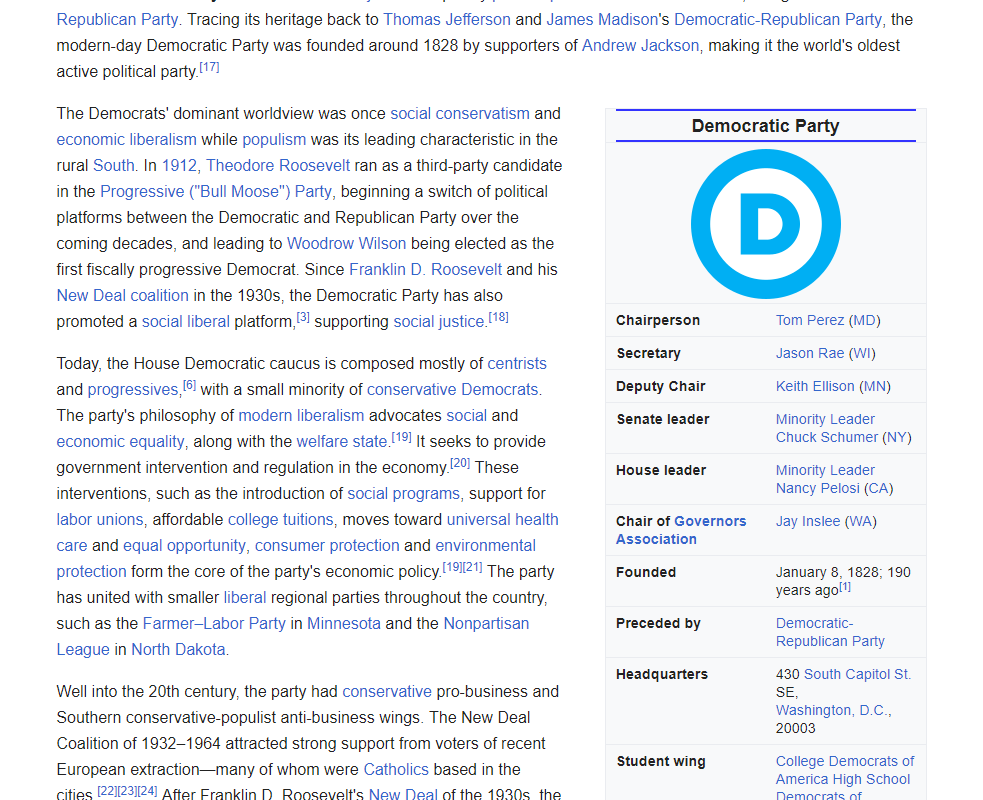 Republican Party. Tracing its heritage back to Thomas Jefferson and James Madison's Democratic-Republican Party, the
modern-day Democratic Party was founded around 1828 by supporters of Andrew Jackson, making it the world's oldest
active political party.[17]
The Democrats' dominant worldview was once social conservatism and
economic liberalism while populism was its leading characteristic in the
rural South. In 1912, Theodore Roosevelt ran as a third-party candidate
in the Progressive ("Bull Moose") Party, beginning a switch of political
platforms between the Democratic and Republican Party over the
coming decades, and leading to Woodrow Wilson being elected as the
first fiscally progressive Democrat. Since Franklin D. Roosevelt and his
New Deal coalition in the 1930s, the Democratic Party has also
promoted a social liberal platform,[3] supporting social justice.[18]
Today, the House Democratic caucus is composed mostly of centrists
and progressives,[6] with a small minority of conservative Democrats.
The party's philosophy of modern liberalism advocates social and
economic equality, along with the welfare state.[19] It seeks to provide
government intervention and regulation in the economy.[20] These
interventions, such as the introduction of social programs, support for
labor unions, affordable college tuitions, moves toward universal health
care and equal opportunity, consumer protection and environmental
protection form the core of the party's economic policy.[19][21] The party
has united with smaller liberal regional parties throughout the country,
such as the Farmer–Labor Party in Minnesota and the Nonpartisan
League in North Dakota.
Well into the 20th century, the party had conservative pro-business and
Southern conservative-populist anti-business wings. The New Deal
Coalition of 1932–1964 attracted strong support from voters of recent
European extraction—many of whom were Catholics based in the
cities.[22][23][24] After Franklin D. Roosevelt's New Deal of the 1930s, the
Democratic Party
D
Chairperson Tom Perez (MD)
Secretary Jason Rae (WI)
Deputy Chair Keith Ellison (MN)
Senate leader Minority Leader
Chuck Schumer (NY)
House leader Minority Leader
Nancy Pelosi (CA)
Chair of Governors Jay Inslee (WA)
Association
Founded January 8, 1828; 190
years ago[1]
Preceded by Democratic-
Republican Party
Headquarters 430 South Capitol St.
SE,
Washington, D.C.,
20003
Student wing College Democrats of
America High School
Democrats of